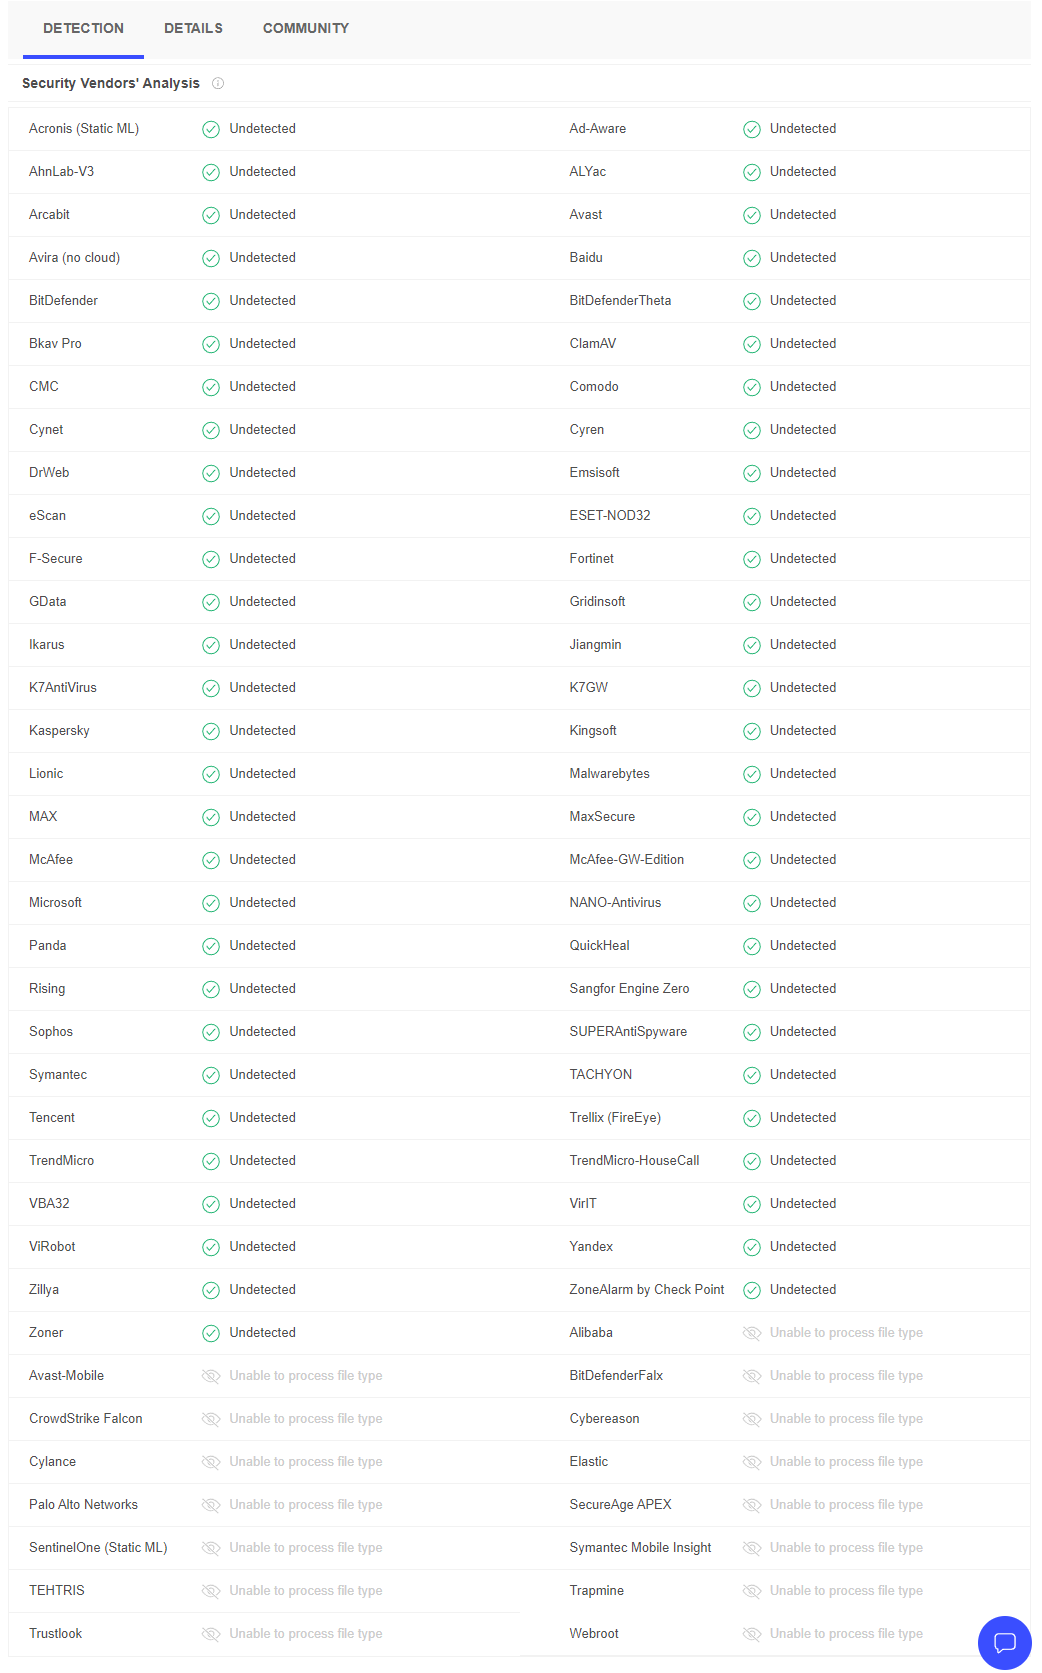 DETECTION DETAILS COMMUNITY
Security Vendors' Analysis
Acronis (Static ML) Undetected Ad-Aware Undetected
AhnLab-V3 Undetected ALYac Undetected
Arcabit Undetected Avast Undetected
Avira (no cloud) Undetected Baidu Undetected
BitDefender Undetected BitDefenderTheta Undetected
Bkav Pro Undetected ClamAV Undetected
CMC Undetected Comodo Undetected
Cynet Undetected Cyren Undetected
DrWeb Undetected Emsisoft Undetected
eScan Undetected ESET-NOD32 Undetected
F-Secure Undetected Fortinet Undetected
GData Undetected Gridinsoft Undetected
Ikarus Undetected Jiangmin Undetected
K7AntiVirus Undetected K7GW Undetected
Kaspersky Undetected Kingsoft Undetected
Lionic Undetected Malwarebytes Undetected
MAX Undetected MaxSecure Undetected
McAfee Undetected McAfee-GW-Edition Undetected
Microsoft Undetected NANO-Antivirus Undetected
Panda Undetected QuickHeal Undetected
Rising Undetected Sangfor Engine Zero Undetected
Sophos Undetected SUPERAntiSpyware Undetected
Symantec Undetected TACHYON Undetected
Tencent Undetected Trellix (FireEye) Undetected
TrendMicro Undetected TrendMicro-HouseCall Undetected
VBA32 Undetected VirIT Undetected
ViRobot Undetected Yandex Undetected
Zillya Undetected ZoneAlarm by Check Point Undetected
Zoner Undetected Alibaba Unable to process file type
Avast-Mobile Unable to process file type BitDefenderFalx Unable to process file type
CrowdStrike Falcon Unable to process file type Cybereason Unable to process file type
Cylance Unable to process file type Elastic Unable to process file type
Palo Alto Networks Unable to process file type SecureAge APEX Unable to process file type
SentinelOne (Static ML) Unable to process file type Symantec Mobile Insight Unable to process file type
TEHTRIS Unable to process file type Trapmine Unable to process file type
Trustlook Unable to process file type Webroot Unable to process file type